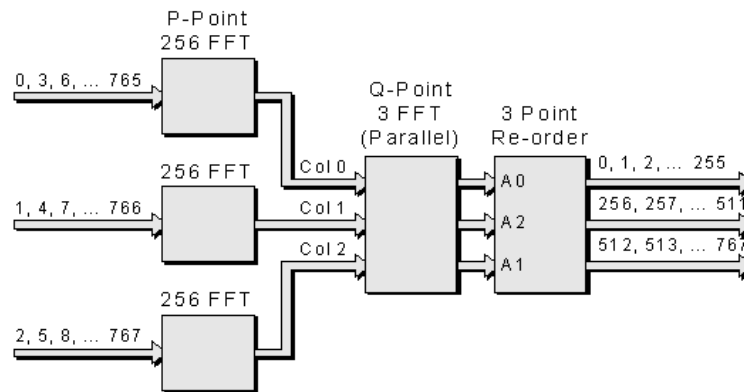 P-Point
256 FFT
0, 3, 6, ... 765
Q-Point
3 FFT
(Parallel)
3 Point
Re-order
256 FFT
Col 0
A0
0, 1, 2, ... 255
1, 4, 7, ... 766
Col 1
A2
256, 257, ... 511
Col 2
A1
512, 513, ... 767
256 FFT
2, 5, 8, ... 767